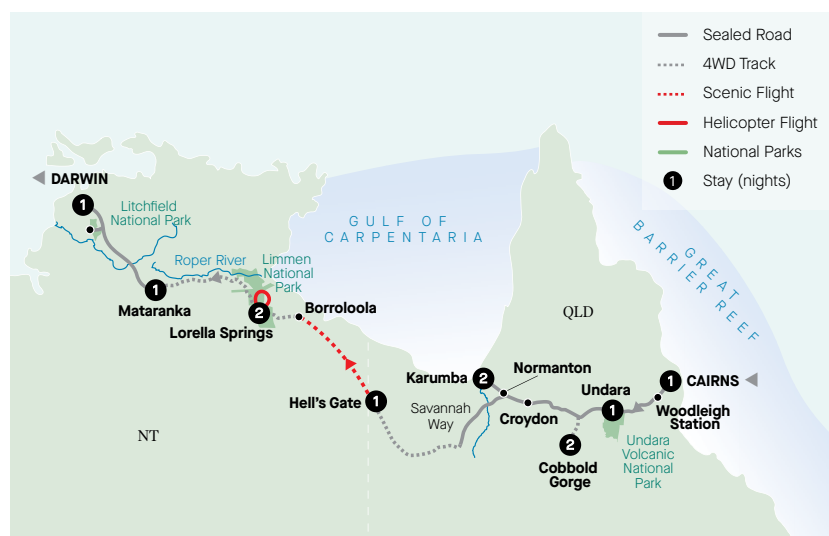 Sealed Road
4WD Track
Scenic Flight
Helicopter Flight
National Parks
1 Stay (nights)
DARWIN
1
Litchfield
National Park
GULF OF
CARPENTARIA
GREAT
BARRIER REEF
Roper River
Limmen
National
Park
1
Mataranka
2
Lorella Springs
Borroloola
QLD
Hell's Gate
1
Karumba
2
Normanton
Savannah
Way
Croydon
Undara
1
1
CAIRNS
Woodleigh
Station
2
Cobbold
Gorge
Undara
Volcanic
National
Park
NT